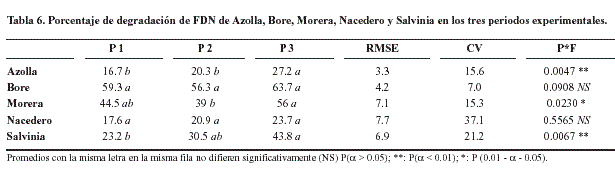 Tabla 6. Porcentaje de degradación de FDN de Azolla, Bore, Morera, Nacedero y Salvinia en los tres periodos experimentales.
P 1 P 2 P 3 RMSE CV P*F
Azolla 16.7 b 20.3 b 27.2 a 3.3 15.6 0.0047 **
Bore 59.3 a 56.3 a 63.7 a 4.2 7.0 0.0908 NS
Morera 44.5 ab 39 b 56 a 7.1 15.3 0.0230 *
Nacedero 17.6 a 20.9 a 23.7 a 7.7 37.1 0.5565 NS
Salvinia 23.2 b 30.5 ab 43.8 a 6.9 21.2 0.0067 **
Promedios con la misma letra en la misma fila no difieren significativamente (NS) P(α > 0.05); **: P(α < 0.01); *: P (0.01 - α - 0.05).